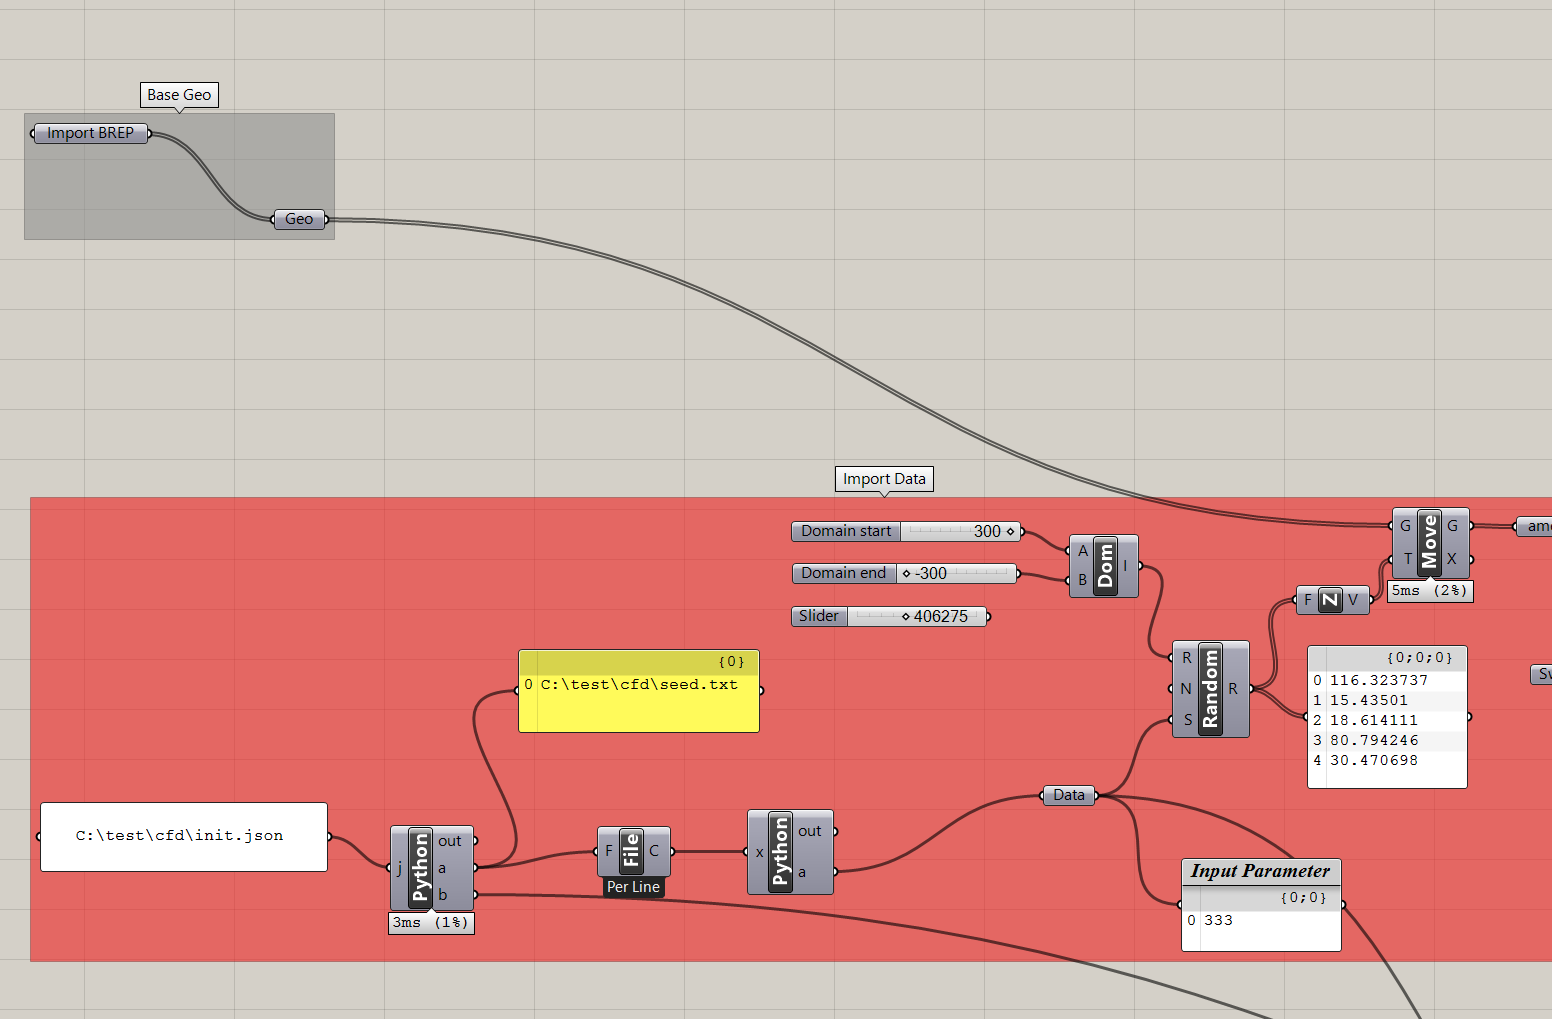 Base Geo
Import BREP
Geo
Import Data
Domain start 300
Domain end -300
Slider 406275
A
B
Dom
I
G
T
Move
G
X
5ms (2%)
F Z V
R
N
S
Random
R
{0;0;0}
0 116.323737
1 15.43501
2 18.614111
3 80.794246
4 30.470698
{0}
0 C:\test\cfd\seed.txt
C:\test\cfd\init.json
j
Python
out
a
b
3ms (1%)
F File C
Per Line
x
Python
out
a
Data
Input Parameter
{0;0}
0 333